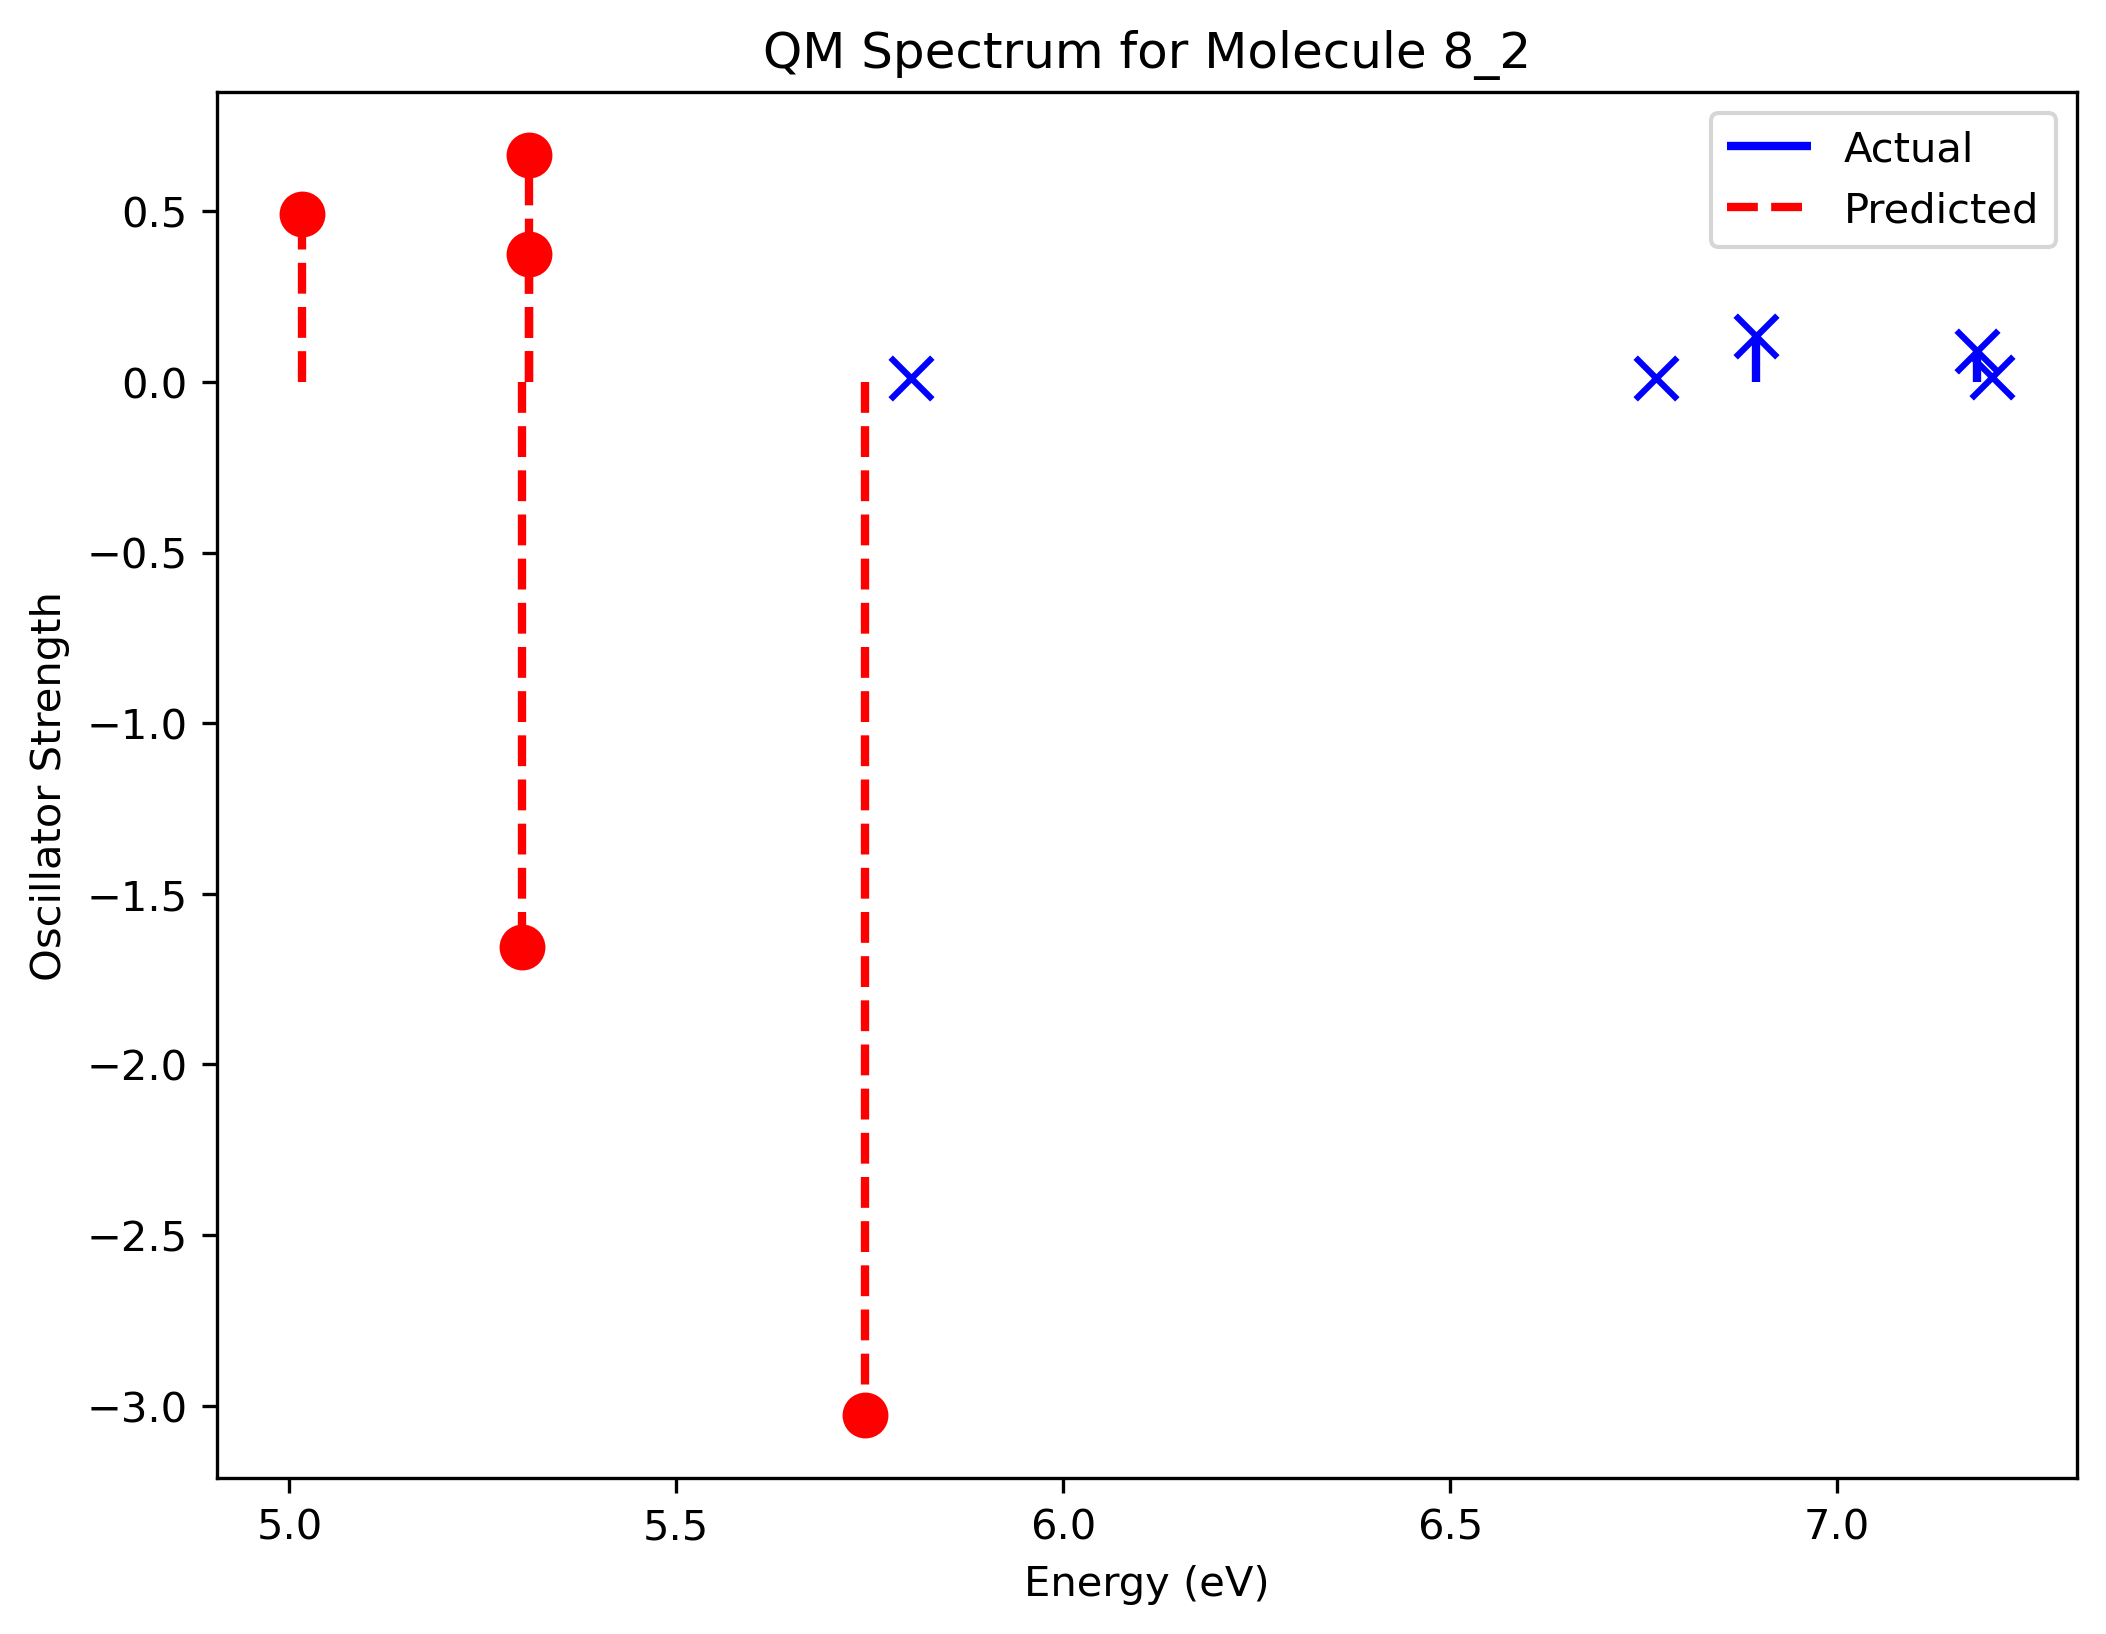 QM Spectrum for Molecule 8_2
Actual
Predicted
0.5
0.0
−0.5
−1.0
−1.5
−2.0
−2.5
−3.0
Oscillator Strength
5.0 5.5 6.0 6.5 7.0
Energy (eV)